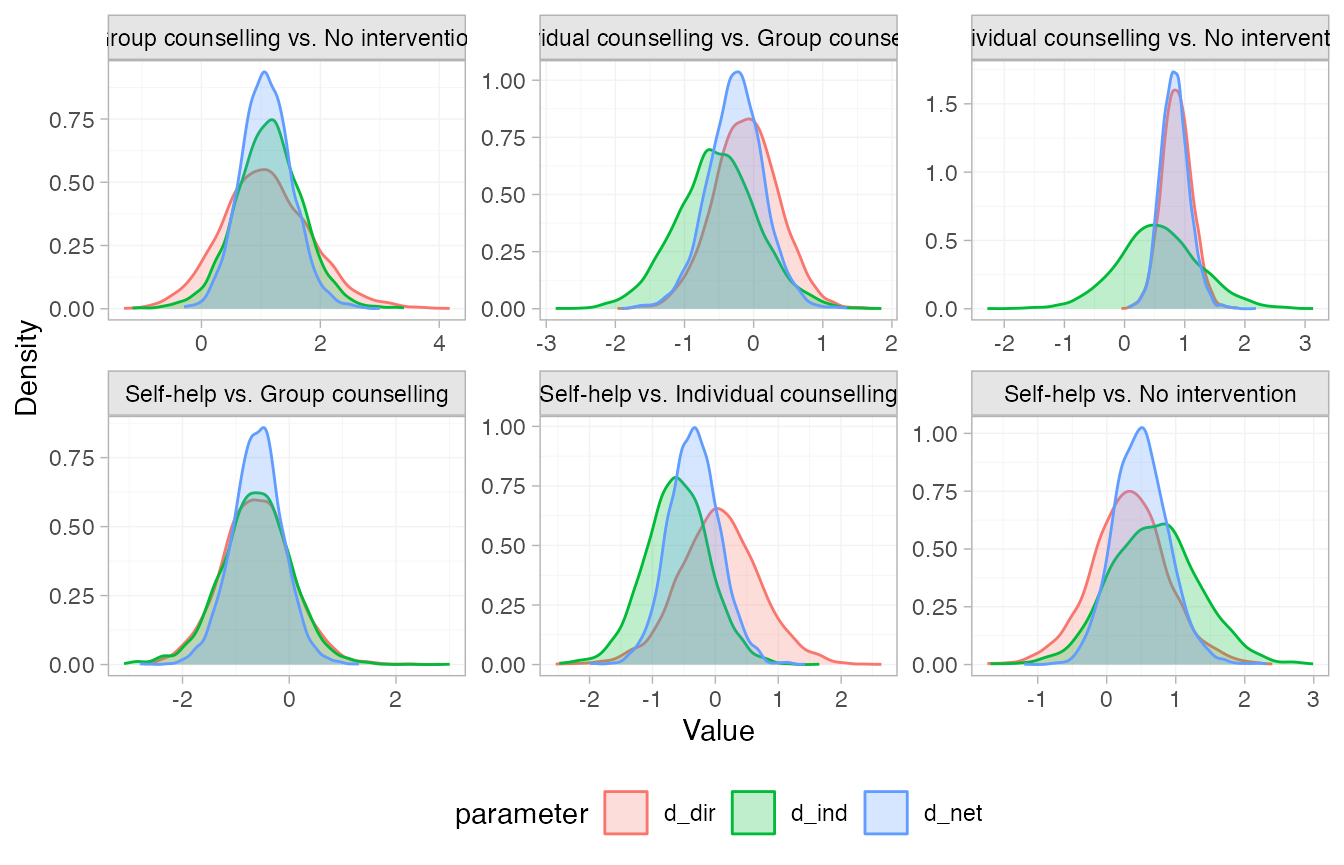 Group counselling vs. No intervention
vidual counselling vs. Group counse
ividual counselling vs. No intervent
0.00
0.25
0.50
0.75
0 2 4
0.00
0.25
0.50
0.75
1.00
-3 -2 -1 0 1 2
0.0
0.5
1.0
1.5
-2 -1 0 1 2 3
Self-help vs. Group counselling
Self-help vs. Individual counselling
Self-help vs. No intervention
0.00
0.25
0.50
0.75
-2 0 2
0.00
0.25
0.50
0.75
1.00
-2 -1 0 1 2
0.00
0.25
0.50
0.75
1.00
-1 0 1 2 3
Density
Value
parameter d_dir d_ind d_net